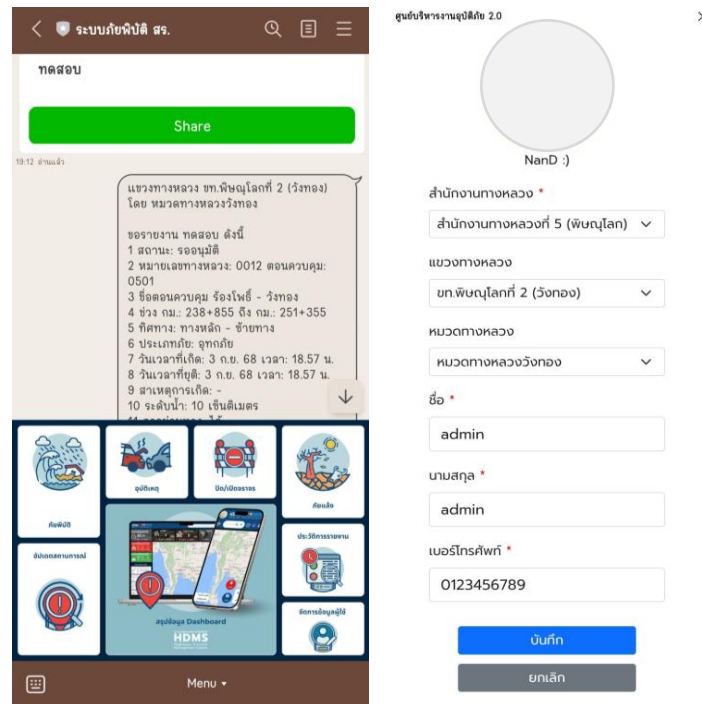 ระบบภัยพิบัติ สร.
ทดสอบ
Share
19:12 อ่านแล้ว
แขวงทางหลวง ขท.พิษณุโลกที่ 2 (วังทอง)
โดย หมวดทางหลวงวังทอง
ขอรายงาน ทดสอบ ดังนี้
1 สถานะ: รออนุมัติ
2 หมายเลขทางหลวง: 0012 ตอนควบคุม:
0501
3 ชื่อตอนควบคุม ร้องโพธิ์ - วังทอง
4 ช่วง กม.: 238+855 ถึง กม.: 251+355
5 ทิศทาง: ทางหลัก - ซ้ายทาง
6 ประเภทภัย: อุทกภัย
7 วันเวลาที่เกิด: 3 ก.ย. 68 เวลา: 18.57 น.
8 วันเวลาที่ยุติ: 3 ก.ย. 68 เวลา: 18.57 น.
9 สาเหตุการเกิด: -
10 ระดับน้ำ: 10 เซ็นติเมตร
ภัยพิบัติ
อุบัติเหตุ
ปิด/เปิดจราจร
ภัยแล้ง
อัปเดตสถานการณ์
สรุปข้อมูล Dashboard
HDMS
ประวัติการรายงาน
จัดการข้อมูลผู้ใช้
Menu
ศูนย์บริหารงานอุบัติภัย 2.0
NanD :)
สำนักงานทางหลวง *
สำนักงานทางหลวงที่ 5 (พิษณุโลก)
แขวงทางหลวง
ขท.พิษณุโลกที่ 2 (วังทอง)
หมวดทางหลวง
หมวดทางหลวงวังทอง
ชื่อ *
admin
นามสกุล *
admin
เบอร์โทรศัพท์ *
0123456789
บันทึก
ยกเลิก